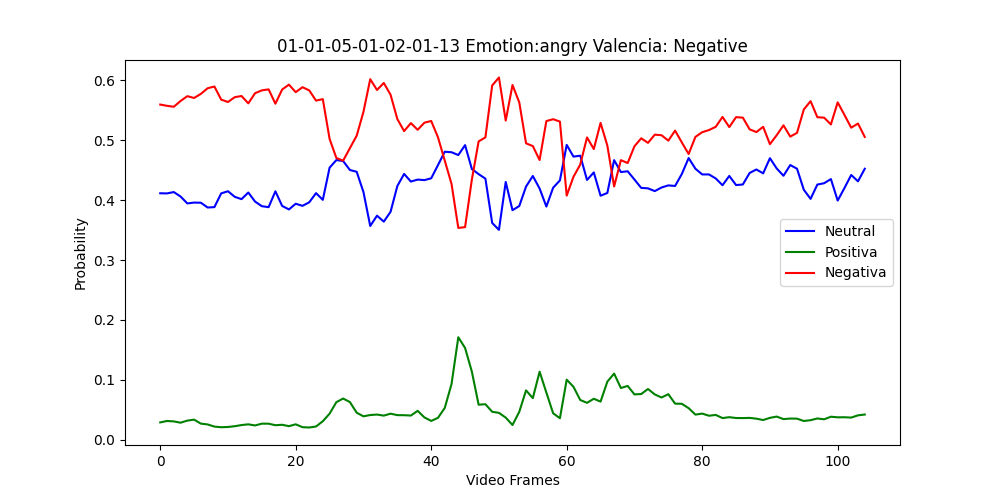 01-01-05-01-02-01-13 Emotion:angry Valencia: Negative
Probability
0.6
0.5
0.4
0.3
0.2
0.1
0.0
Neutral
Positiva
Negativa
0 20 40 60 80 100
Video Frames